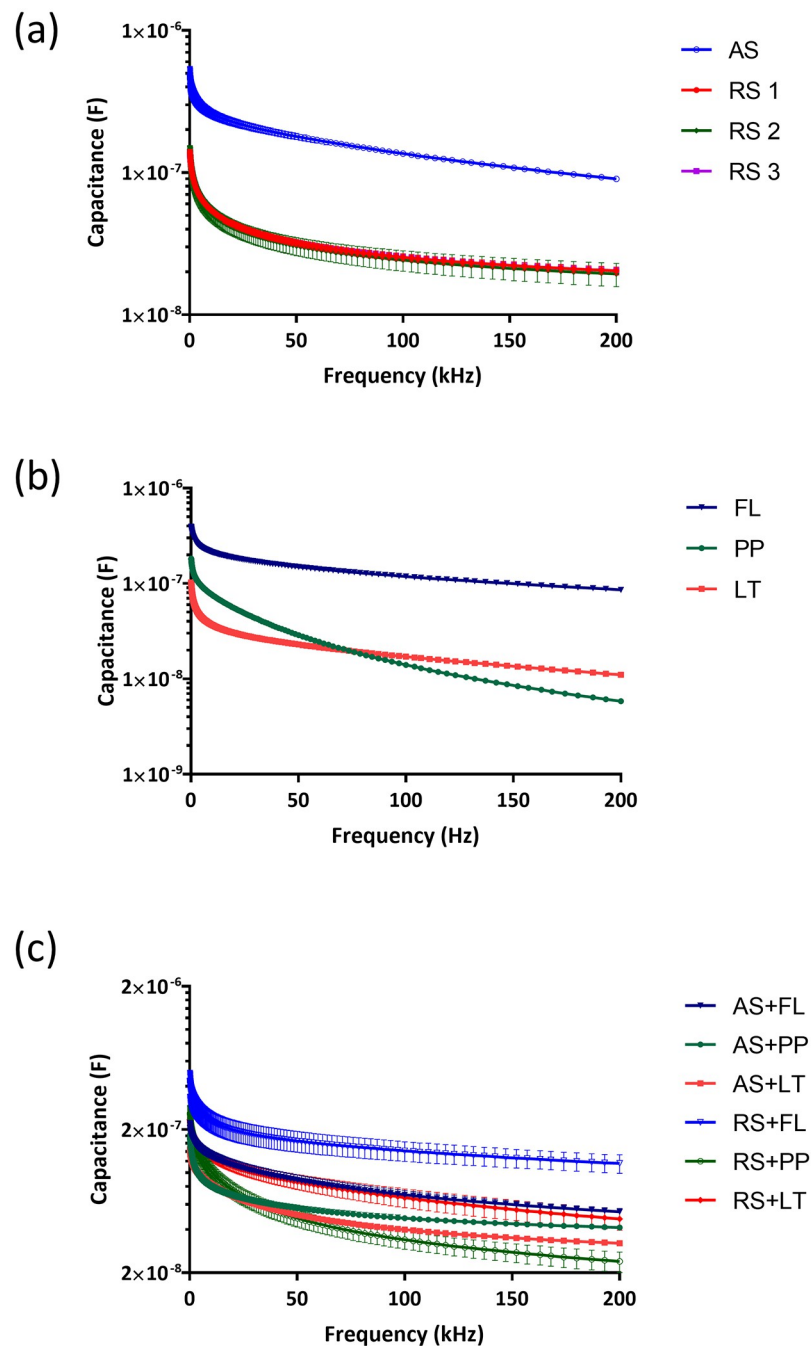 (a)
1×10⁻⁶
1×10⁻⁷
1×10⁻⁸
Capacitance (F)
0 50 100 150 200
Frequency (kHz)
AS
RS 1
RS 2
RS 3
(b)
1×10⁻⁶
1×10⁻⁷
1×10⁻⁸
1×10⁻⁹
Capacitance (F)
0 50 100 150 200
Frequency (Hz)
FL
PP
LT
(c)
2×10⁻⁶
2×10⁻⁷
2×10⁻⁸
Capacitance (F)
0 50 100 150 200
Frequency (kHz)
AS+FL
AS+PP
AS+LT
RS+FL
RS+PP
RS+LT